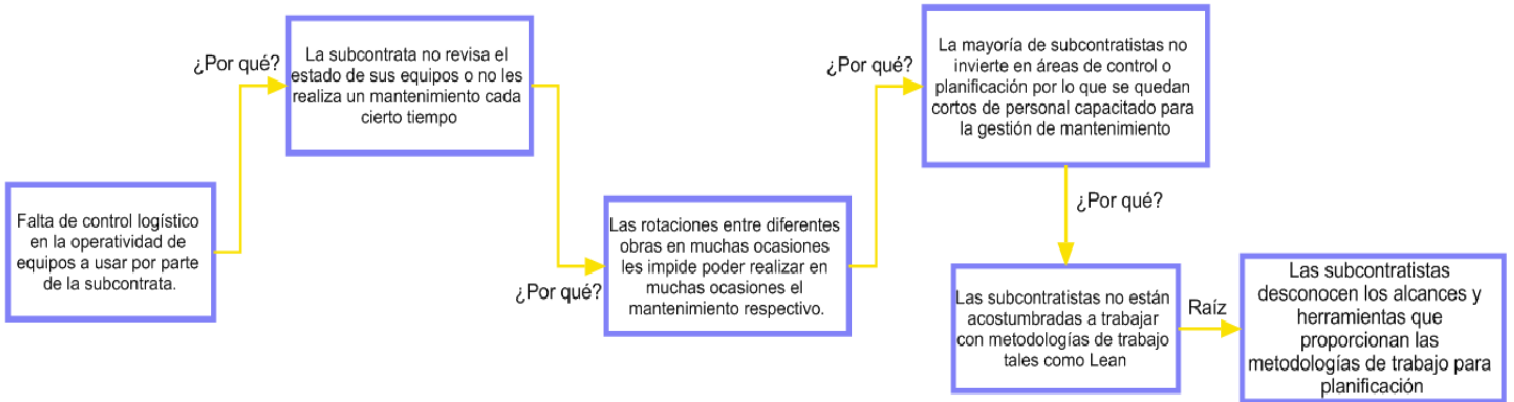 Falta de control logístico
en la operatividad de
equipos a usar por parte
de la subcontrata.
¿Por qué?
La subcontrata no revisa el
estado de sus equipos o no les
realiza un mantenimiento cada
cierto tiempo
¿Por qué?
Las rotaciones entre diferentes
obras en muchas ocasiones
les impide poder realizar en
muchas ocasiones el
mantenimiento respectivo.
¿Por qué?
La mayoría de subcontratistas no
invierte en áreas de control o
planificación por lo que se quedan
cortos de personal capacitado para
la gestión de mantenimiento
¿Por qué?
Las subcontratistas no están
acostumbradas a trabajar
con metodologías de trabajo
tales como Lean
Raíz
Las subcontratistas
desconocen los alcances y
herramientas que
proporcionan las
metodologías de trabajo para
planificación